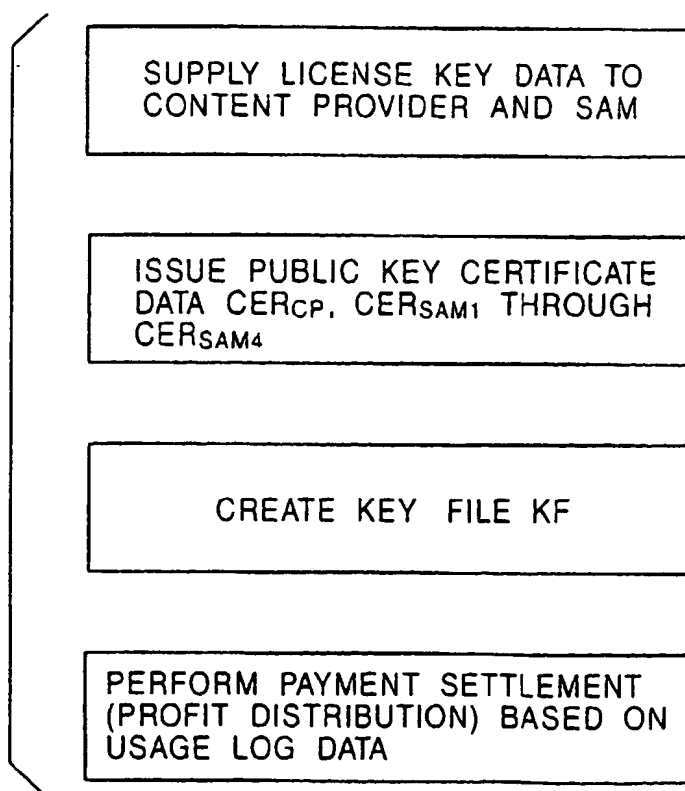 SUPPLY LICENSE KEY DATA TO
CONTENT PROVIDER AND SAM
ISSUE PUBLIC KEY CERTIFICATE
DATA CERCP, CERSAM1 THROUGH
CERSAM4
CREATE KEY FILE KF
PERFORM PAYMENT SETTLEMENT
(PROFIT DISTRIBUTION) BASED ON
USAGE LOG DATA